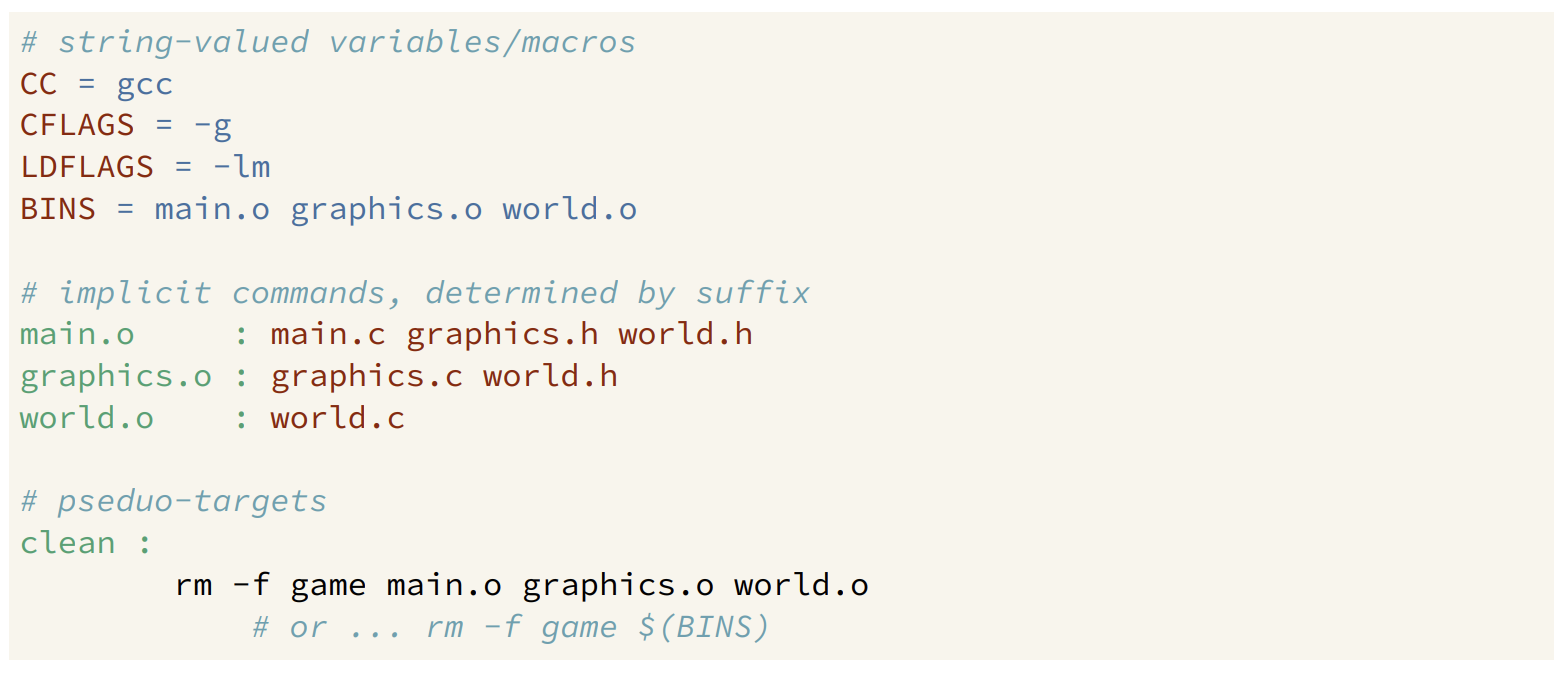 # string-valued variables/macros
CC = gcc
CFLAGS = -g
LDFLAGS = -lm
BINS = main.o graphics.o world.o
# implicit commands, determined by suffix
main.o : main.c graphics.h world.h
graphics.o : graphics.c world.h
world.o : world.c
# pseduo-targets
clean :
rm -f game main.o graphics.o world.o
# or ... rm -f game $(BINS)